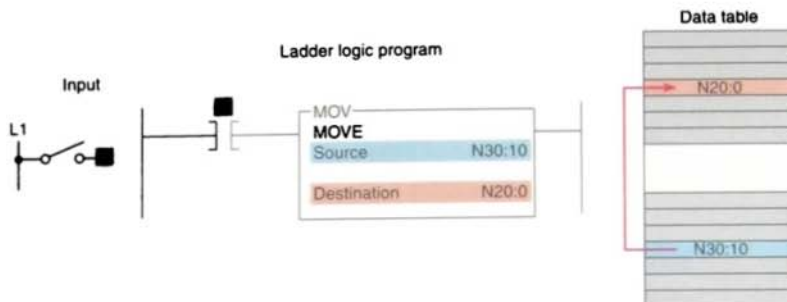 Data table
Ladder logic program
Input
L1
MOV
MOVE
Source N30:10
Destination N20:0
N20:0
N30:10